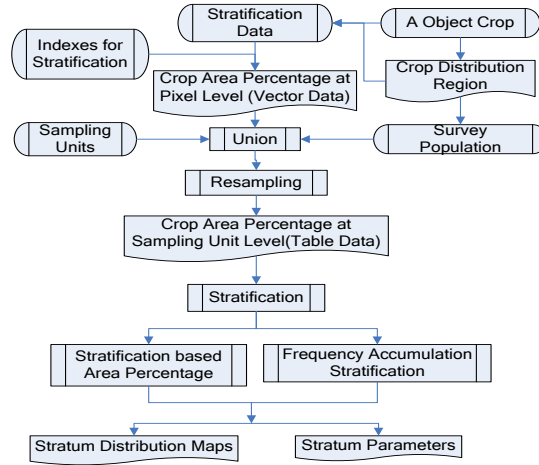 Stratification
Data
A Object Crop
Indexes for
Stratification
Crop Distribution
Region
Crop Area Percentage at
Pixel Level (Vector Data)
Sampling
Units
Union
Survey
Population
Resampling
Crop Area Percentage at
Sampling Unit Level(Table Data)
Stratification
Stratification based
Area Percentage
Frequency Accumulation
Stratification
Stratum Distribution Maps
Stratum Parameters